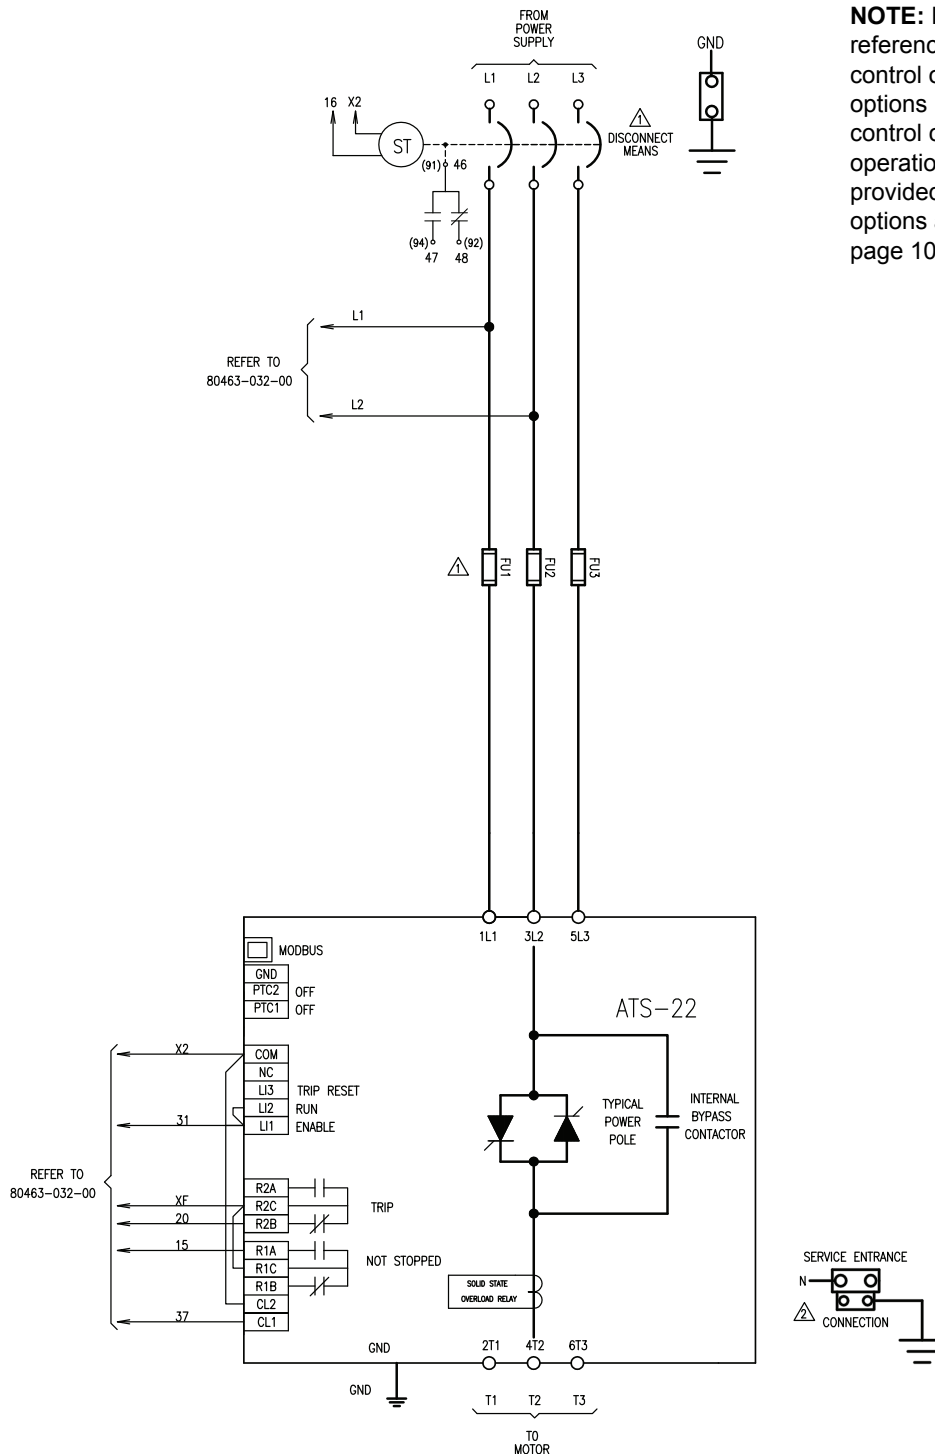 FROM
POWER
SUPPLY
L1 L2 L3
GND
NOTE:
control
options
control
provided
options
page 10
16 X2
ST
1
DISCONNECT
MEANS
(91) 46
(94) (92)
47 48
L1
REFER TO
80463-032-00
L2
1
FU1
FU2
FU3
1L1 3L2 5L3
MODBUS
GND
PTC2 OFF
PTC1 OFF
ATS-22
X2 COM
NC
LI3 TRIP RESET
LI2 RUN
31 LI1 ENABLE
TYPICAL
POWER
POLE
INTERNAL
BYPASS
CONTACTOR
REFER TO
80463-032-00
R2A
XF R2C TRIP
20 R2B
15 R1A
R1C NOT STOPPED
R1B
CL2
37 CL1
SOLID STATE
OVERLOAD RELAY
SERVICE ENTRANCE
N
2
CONNECTION
GND
2T1 4T2 6T3
GND
T1 T2 T3
TO
MOTOR